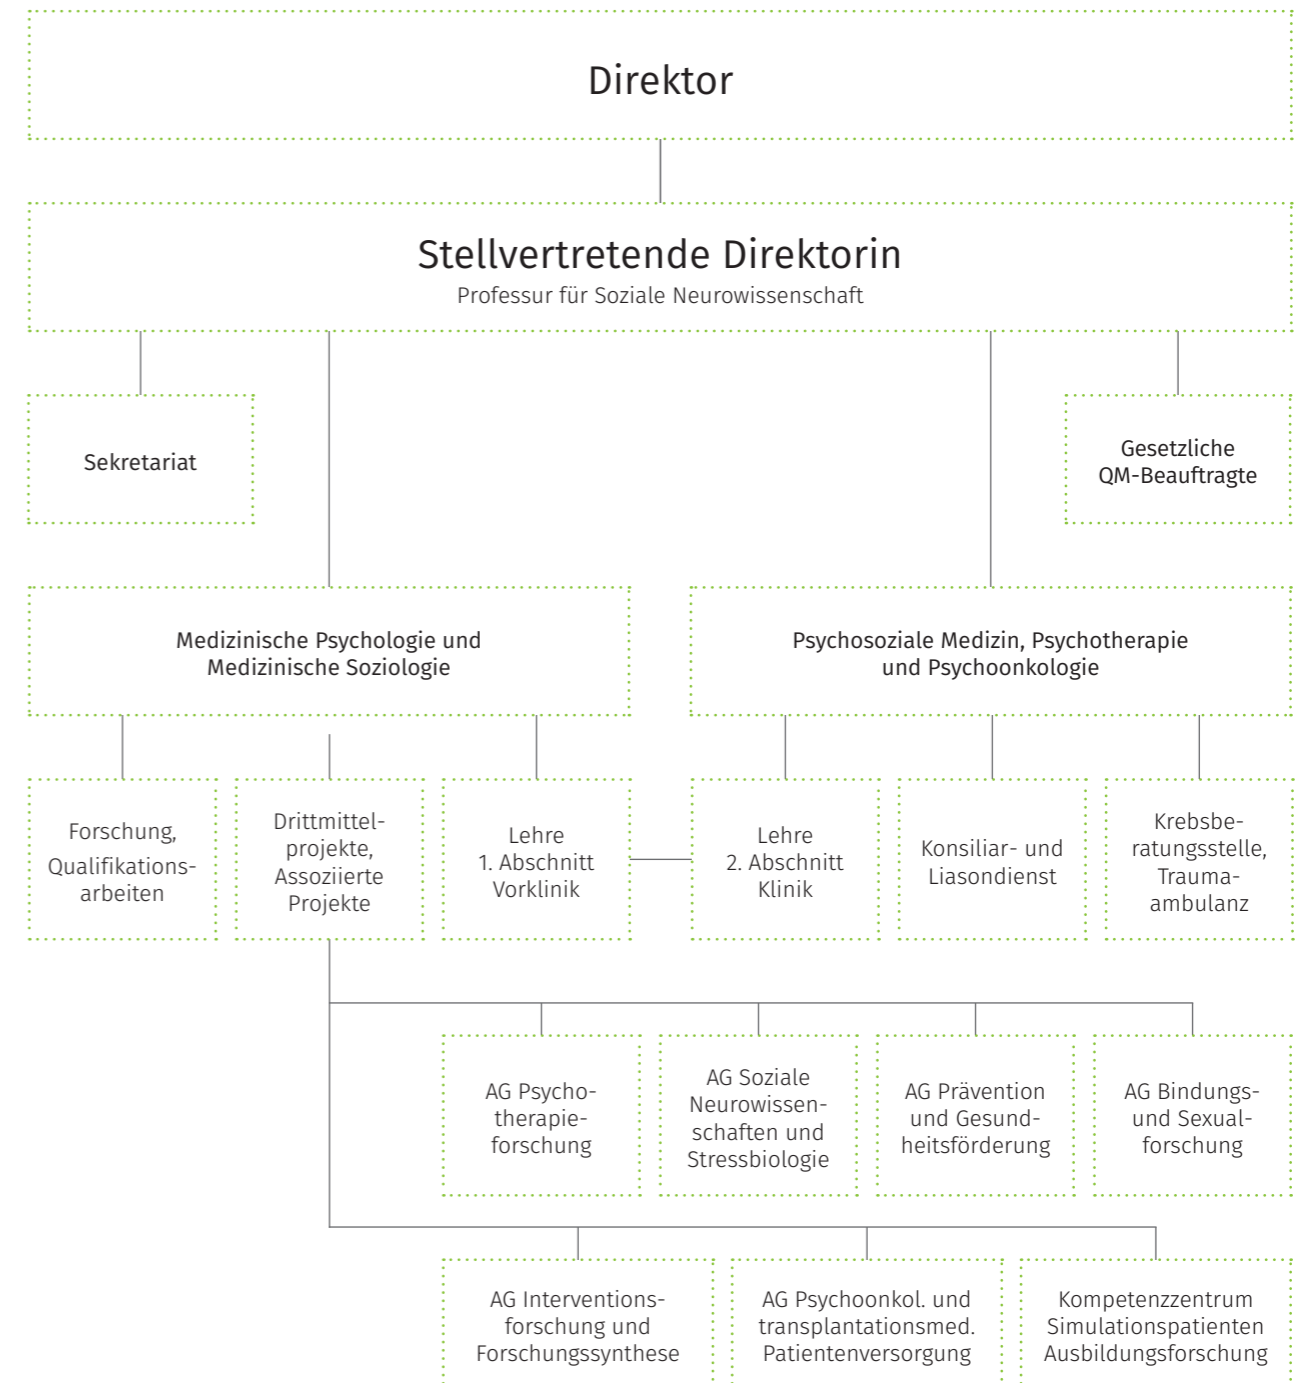 Direktor
Stellvertretende Direktorin
Professur für Soziale Neurowissenschaft
Sekretariat
Gesetzliche
QM-Beauftragte
Medizinische Psychologie und
Medizinische Soziologie
Psychosoziale Medizin, Psychotherapie
und Psychoonkologie
Forschung,
Qualifikations-
arbeiten
Drittmittel-
projekte,
Assoziierte
Projekte
Lehre
1. Abschnitt
Vorklinik
Lehre
2. Abschnitt
Klinik
Konsiliar- und
Liasondienst
Krebsbe-
ratungsstelle,
Trauma-
ambulanz
AG Psycho-
therapie-
forschung
AG Soziale
Neurowissen-
schaften und
Stressbiologie
AG Prävention
und Gesund-
heitsförderung
AG Bindungs-
und Sexual-
forschung
AG Interventions-
forschung und
Forschungssynthese
AG Psychoonkol. und
transplantationsmed.
Patientenversorgung
Kompetenzzentrum
Simulationspatienten
Ausbildungsforschung